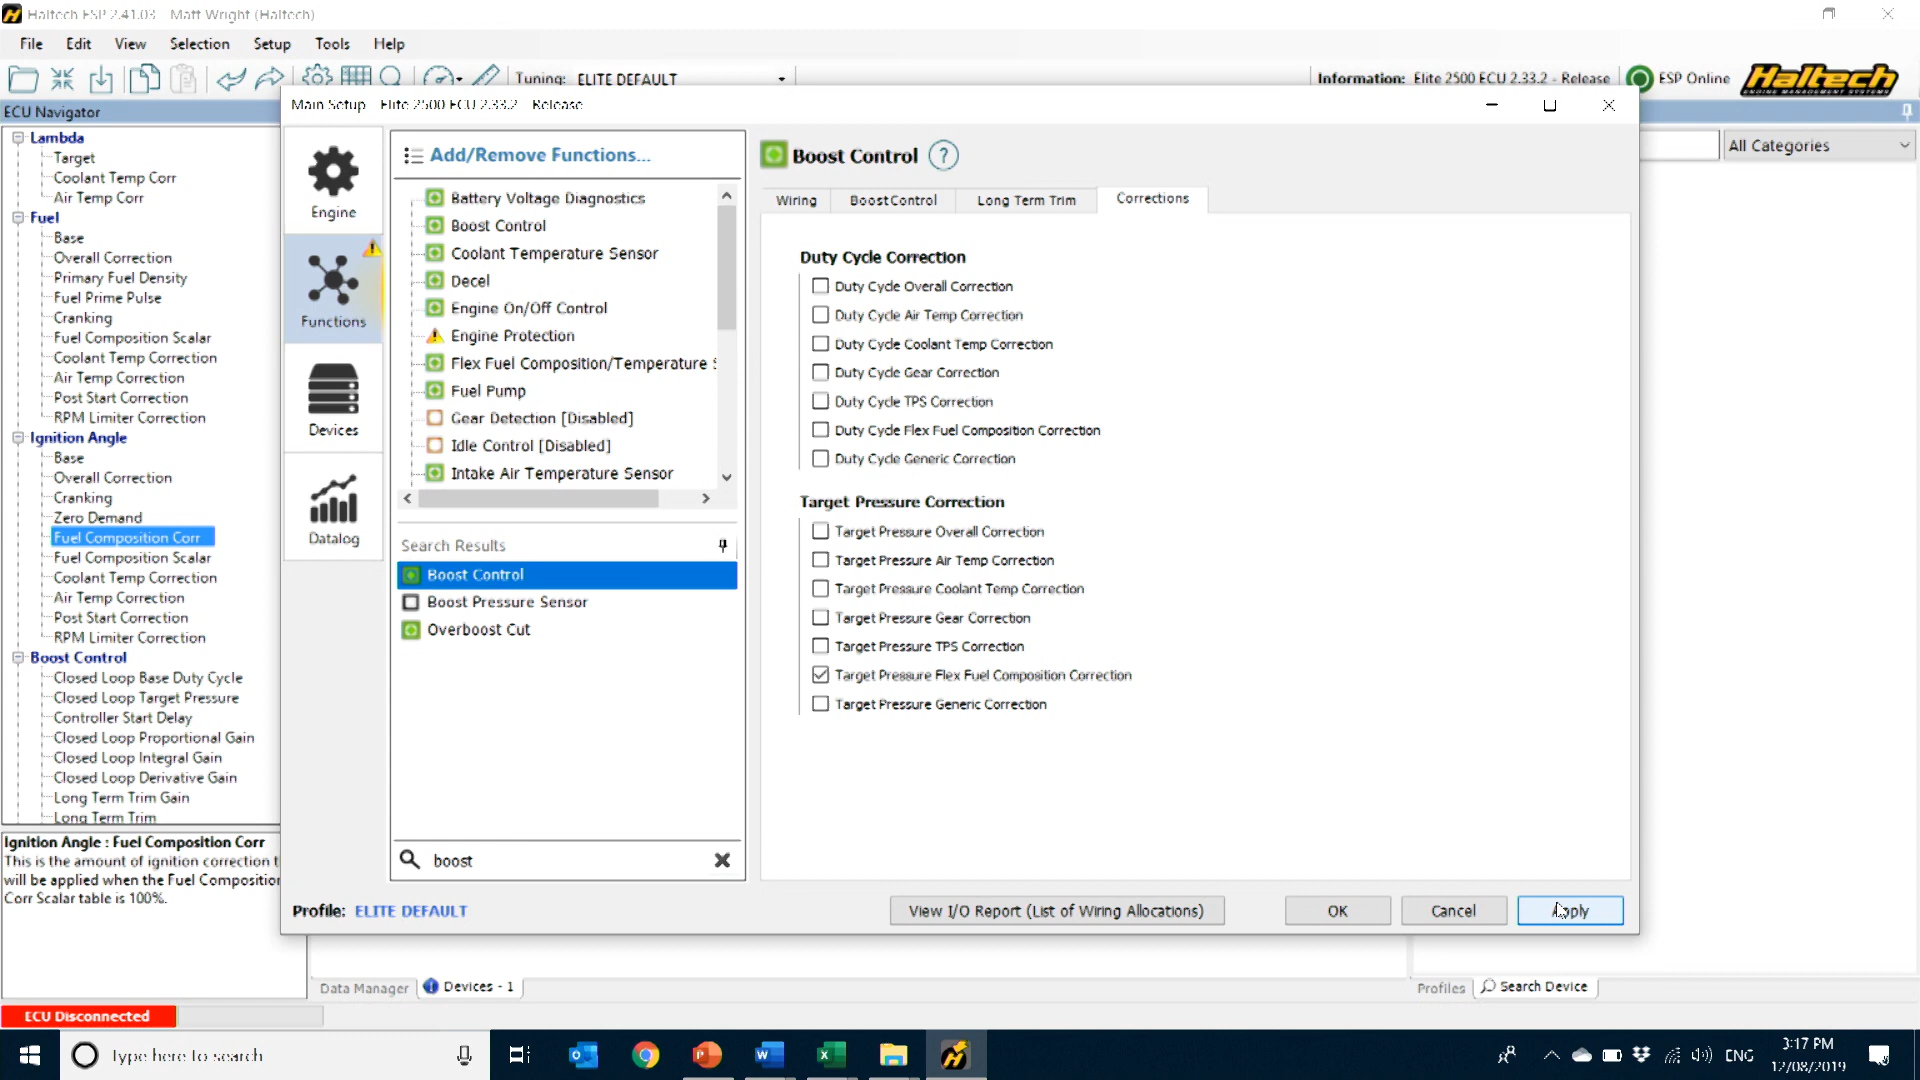 Haltech ESP 2.41.03 - Matt Wright (Haltech)
File Edit View Selection Setup Tools Help
Tuning: ELITE DEFAULT
Information: Elite 2500 ECU 2.33.2 - Release
ESP Online
Haltech
ENGINE MANAGEMENT SYSTEMS
ECU Navigator
Lambda
Target
Coolant Temp Corr
Air Temp Corr
Fuel
Base
Overall Correction
Primary Fuel Density
Fuel Prime Pulse
Cranking
Fuel Composition Scalar
Coolant Temp Correction
Air Temp Correction
Post Start Correction
RPM Limiter Correction
Ignition Angle
Base
Overall Correction
Cranking
Zero Demand
Fuel Composition Corr
Fuel Composition Scalar
Coolant Temp Correction
Air Temp Correction
Post Start Correction
RPM Limiter Correction
Boost Control
Closed Loop Base Duty Cycle
Closed Loop Target Pressure
Controller Start Delay
Closed Loop Proportional Gain
Closed Loop Integral Gain
Closed Loop Derivative Gain
Long Term Trim Gain
Long Term Trim
Ignition Angle : Fuel Composition Corr
This is the amount of ignition correction t
will be applied when the Fuel Composition
Corr Scalar table is 100%.
ECU Disconnected
Main Setup - Elite 2500 ECU 2.33.2 - Release
Engine
Functions
Devices
Datalog
Add/Remove Functions...
Battery Voltage Diagnostics
Boost Control
Coolant Temperature Sensor
Decel
Engine On/Off Control
Engine Protection
Flex Fuel Composition/Temperature S
Fuel Pump
Gear Detection [Disabled]
Idle Control [Disabled]
Intake Air Temperature Sensor
Search Results
Boost Control
Boost Pressure Sensor
Overboost Cut
boost
Boost Control ?
Wiring Boost Control Long Term Trim Corrections
Duty Cycle Correction
Duty Cycle Overall Correction
Duty Cycle Air Temp Correction
Duty Cycle Coolant Temp Correction
Duty Cycle Gear Correction
Duty Cycle TPS Correction
Duty Cycle Flex Fuel Composition Correction
Duty Cycle Generic Correction
Target Pressure Correction
Target Pressure Overall Correction
Target Pressure Air Temp Correction
Target Pressure Coolant Temp Correction
Target Pressure Gear Correction
Target Pressure TPS Correction
Target Pressure Flex Fuel Composition Correction
Target Pressure Generic Correction
Profile: ELITE DEFAULT
View I/O Report (List of Wiring Allocations)
OK
Cancel
Apply
All Categories
Data Manager Devices - 1
Profiles Search Device
Type here to search
ENG
3:17 PM
12/08/2019